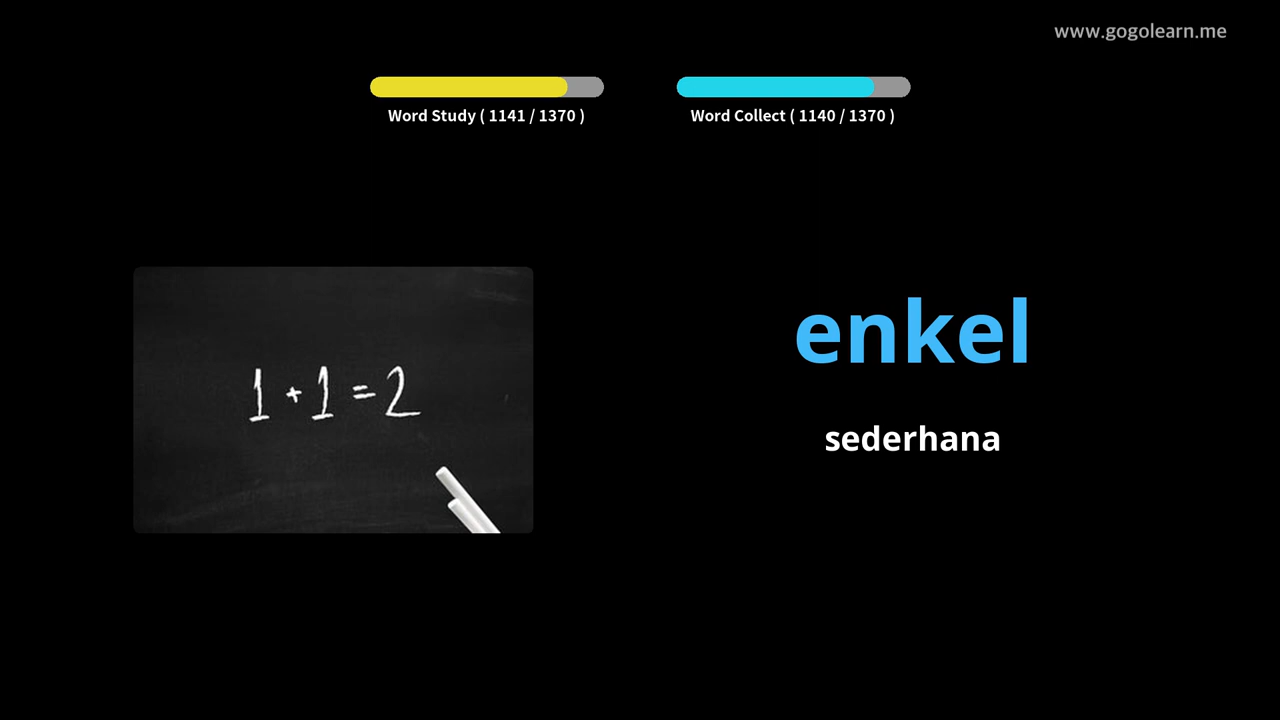 www.gogolearn.me
Word Study ( 1141 / 1370 )
Word Collect ( 1140 / 1370 )
1 + 1 = 2
enkel
sederhana